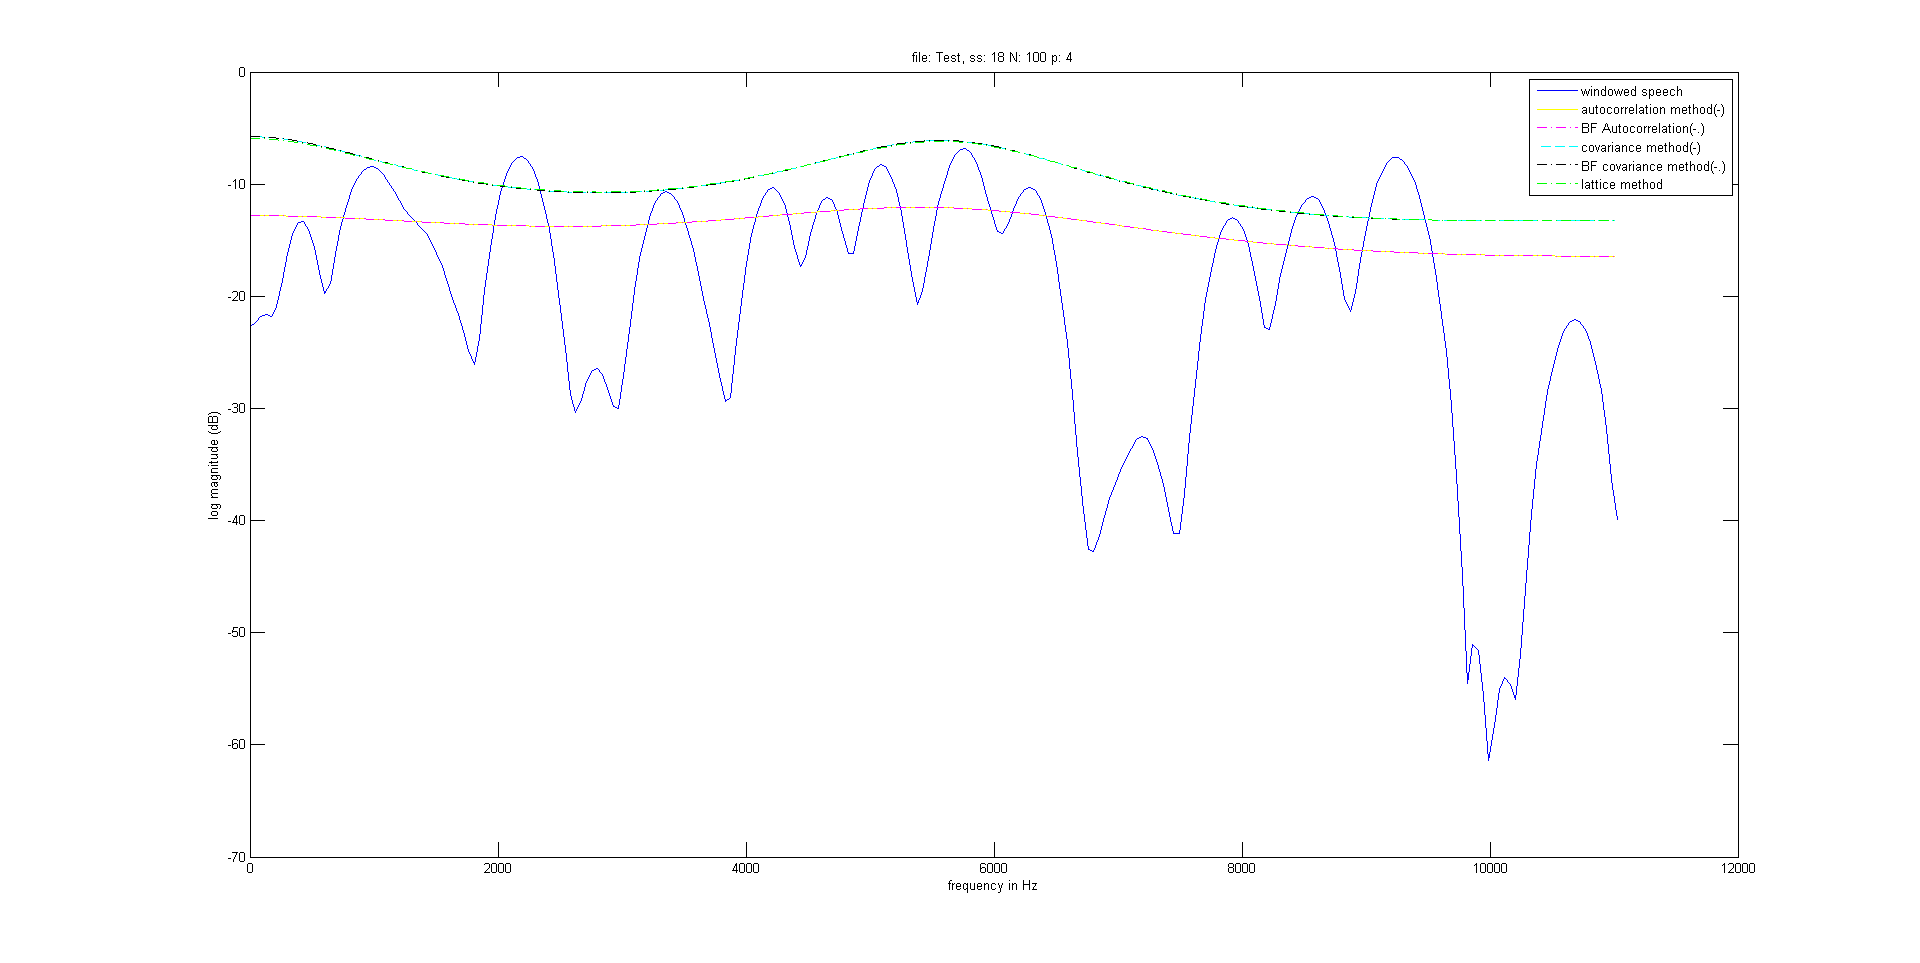 file: Test, ss: 18 N: 100 p: 4
windowed speech
autocorrelation method(-)
BF Autocorrelation(-.)
covariance method(-)
BF covariance method(-.)
lattice method
log magnitude (dB)
0
-10
-20
-30
-40
-50
-60
-70
0 2000 4000 6000 8000 10000 12000
frequency in Hz